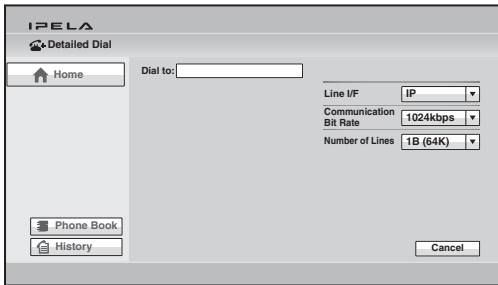 IPELA
Detailed Dial
Home
Dial to:
Line I/F IP
Communication Bit Rate 1024kbps
Number of Lines 1B (64K)
Phone Book
History
Cancel